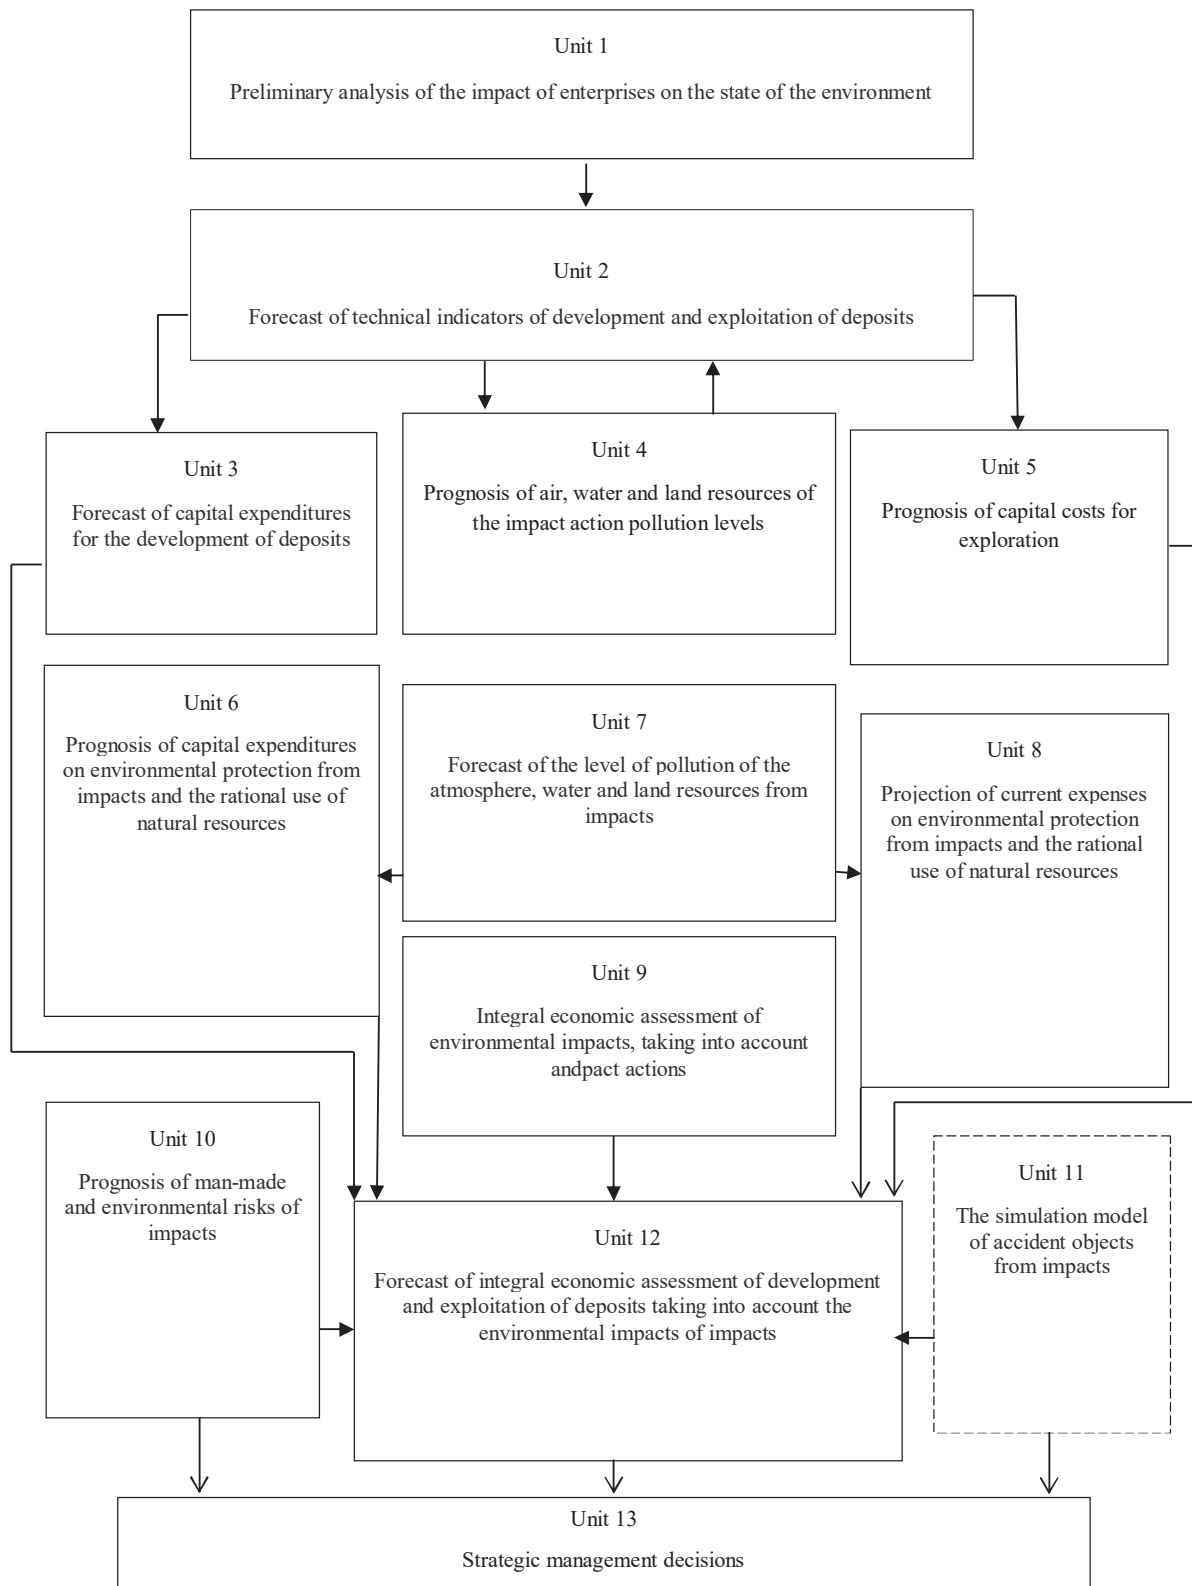 Unit 1
Preliminary analysis of the impact of enterprises on the state of the environment
Unit 2
Forecast of technical indicators of development and exploitation of deposits
Unit 3
Forecast of capital expenditures
for the development of deposits
Unit 4
Prognosis of air, water and land resources of
the impact action pollution levels
Unit 5
Prognosis of capital costs for
exploration
Unit 6
Prognosis of capital expenditures
on environmental protection from
impacts and the rational use of
natural resources
Unit 7
Forecast of the level of pollution of the
atmosphere, water and land resources from
impacts
Unit 8
Projection of current expenses
on environmental protection
from impacts and the rational
use of natural resources
Unit 9
Integral economic assessment of
environmental impacts, taking into account
andpact actions
Unit 10
Prognosis of man-made
and environmental risks of
impacts
Unit 11
The simulation model
of accident objects
from impacts
Unit 12
Forecast of integral economic assessment of development
and exploitation of deposits taking into account the
environmental impacts of impacts
Unit 13
Strategic management decisions